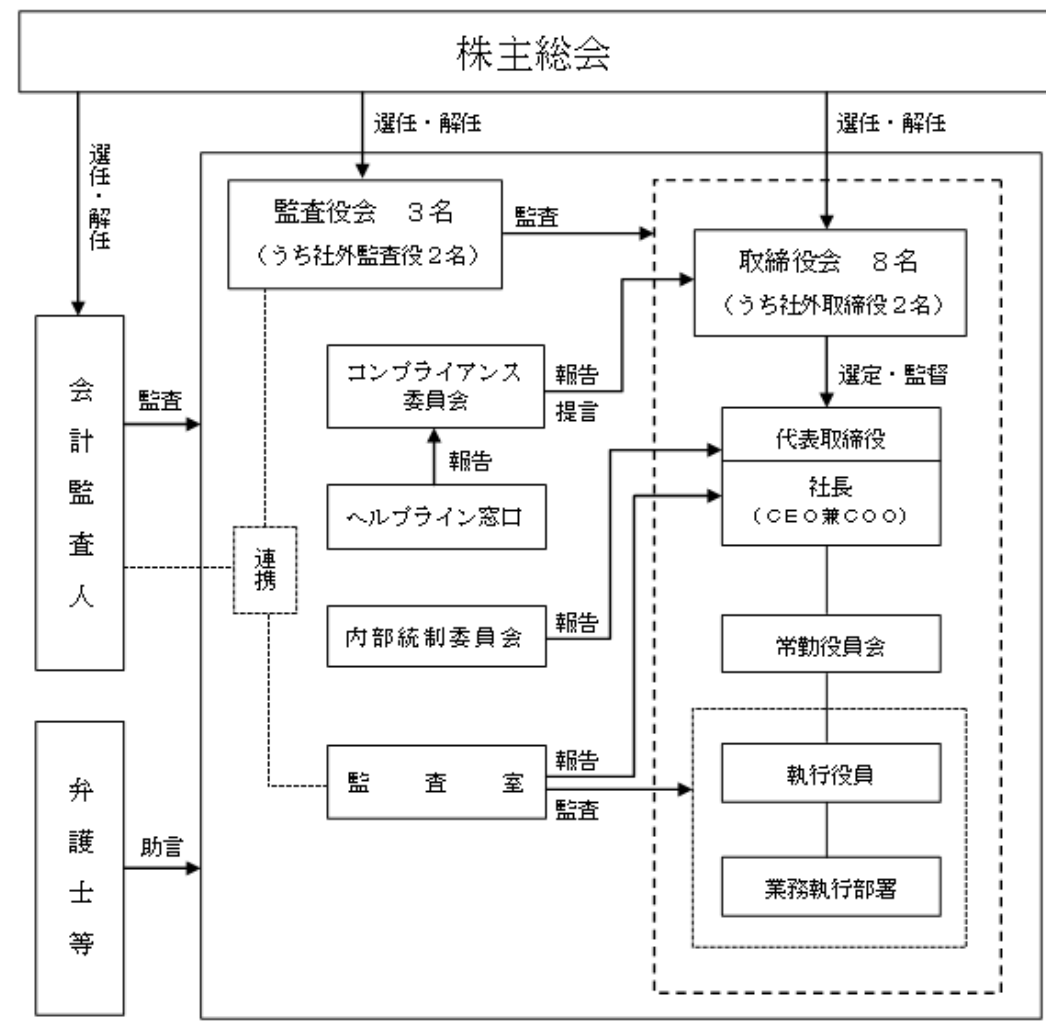 株主総会
選任・解任
選任・解任
選任・解任
監査役会　３名
（うち社外監査役２名）
監査
取締役会　８名
（うち社外取締役２名）
コンプライアンス
委員会
報告
提言
選定・監督
会計監査人
監査
報告
代表取締役
社長
（ＣＥＯ兼ＣＯＯ）
ヘルプライン窓口
連携
内部統制委員会
報告
常勤役員会
監査室
報告
監査
執行役員
弁護士等
助言
業務執行部署